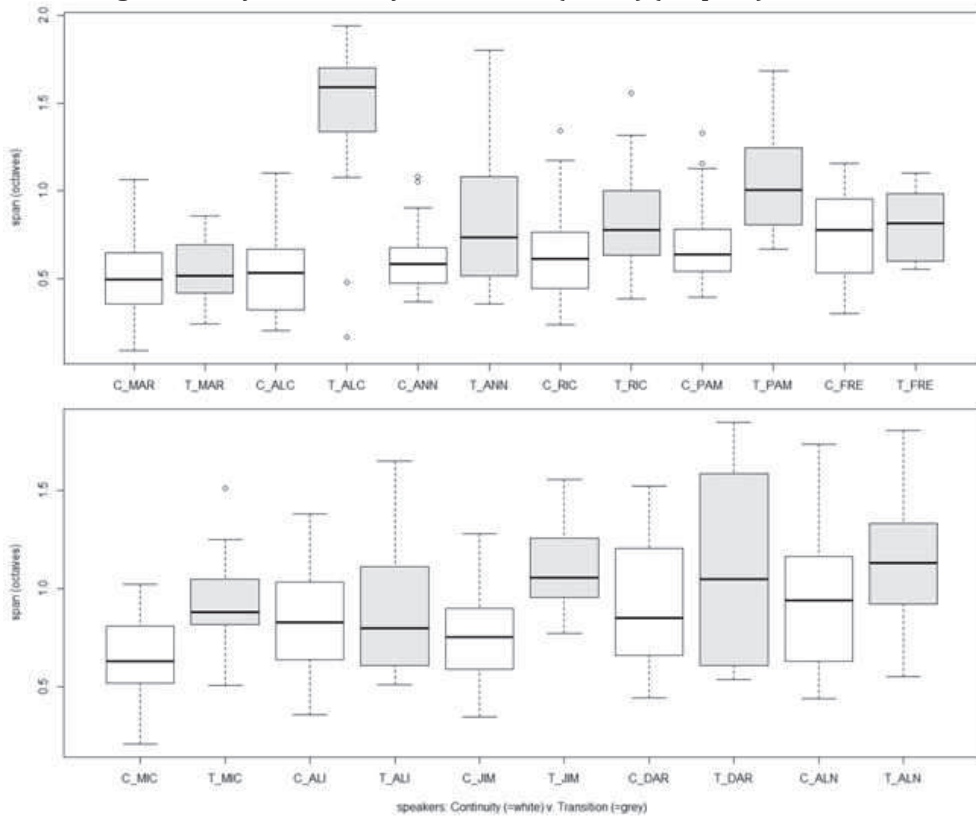 2.0
1.5
1.0
0.5
span (octaves)
C_MAR T_MAR C_ALC T_ALC C_ANN T_ANN C_RIC T_RIC C_PAM T_PAM C_FRE T_FRE
1.5
1.0
0.5
span (octaves)
C_MIC T_MIC C_ALI T_ALI C_JIM T_JIM C_DAR T_DAR C_ALN T_ALN
speakers: Continuity (=white) v. Transition (=grey)